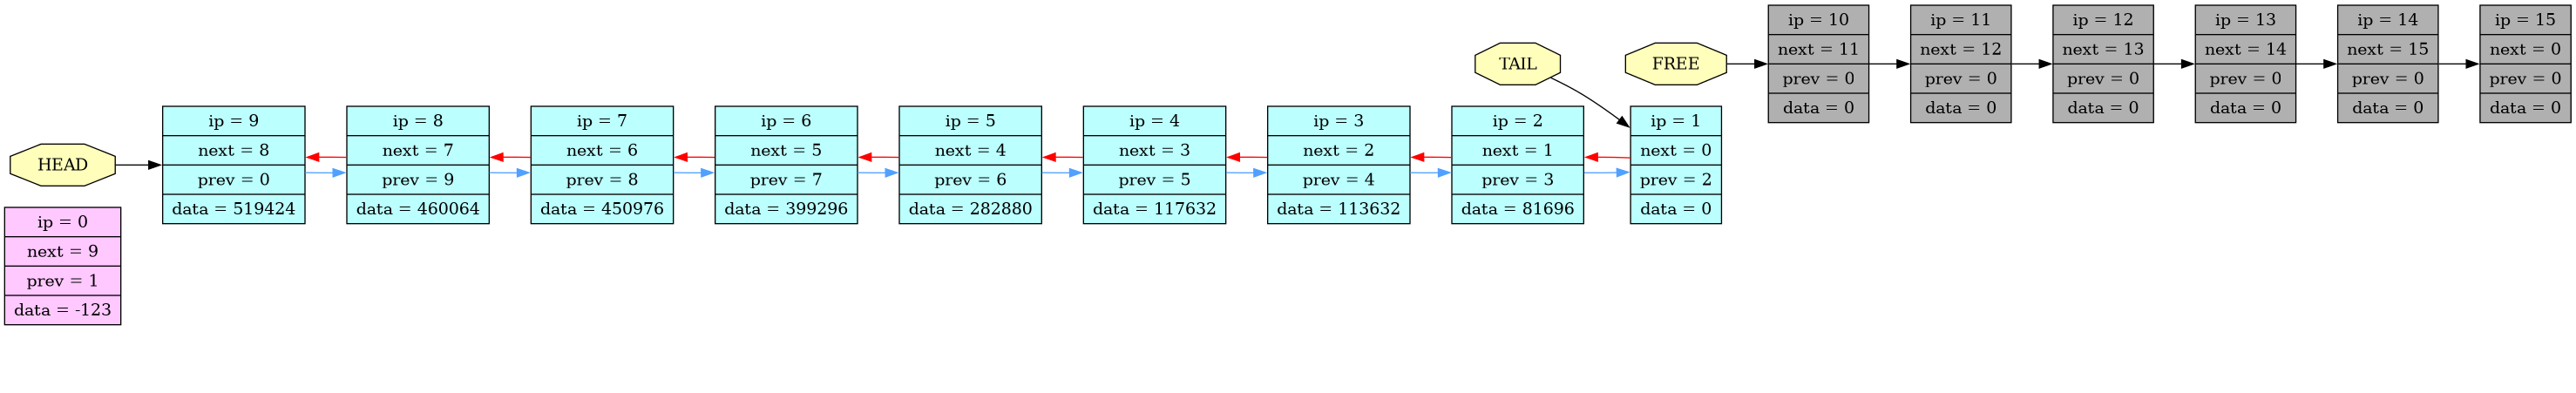 HEAD
ip = 0
next = 9
prev = 1
data = -123
ip = 9
next = 8
prev = 0
data = 519424
ip = 8
next = 7
prev = 9
data = 460064
ip = 7
next = 6
prev = 8
data = 450976
ip = 6
next = 5
prev = 7
data = 399296
ip = 5
next = 4
prev = 6
data = 282880
ip = 4
next = 3
prev = 5
data = 117632
ip = 3
next = 2
prev = 4
data = 113632
ip = 2
next = 1
prev = 3
data = 81696
TAIL
ip = 1
next = 0
prev = 2
data = 0
FREE
ip = 10
next = 11
prev = 0
data = 0
ip = 11
next = 12
prev = 0
data = 0
ip = 12
next = 13
prev = 0
data = 0
ip = 13
next = 14
prev = 0
data = 0
ip = 14
next = 15
prev = 0
data = 0
ip = 15
next = 0
prev = 0
data = 0